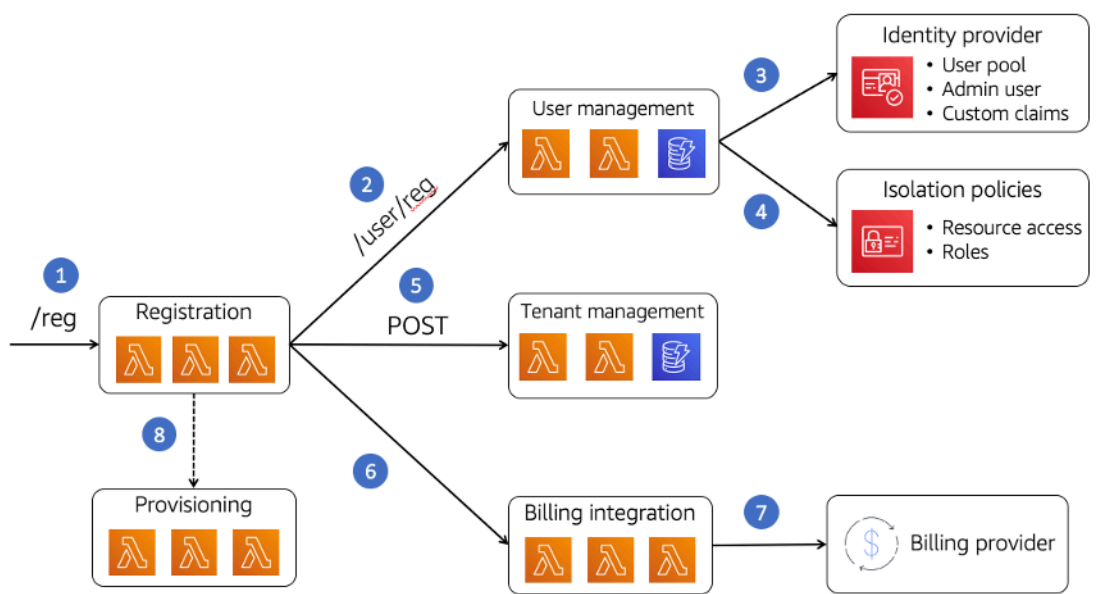 1
/reg
Registration
8
Provisioning
2
/user/reg
5
POST
6
User management
Tenant management
Billing integration
3
4
7
Identity provider
• User pool
• Admin user
• Custom claims
Isolation policies
• Resource access
• Roles
$
Billing provider